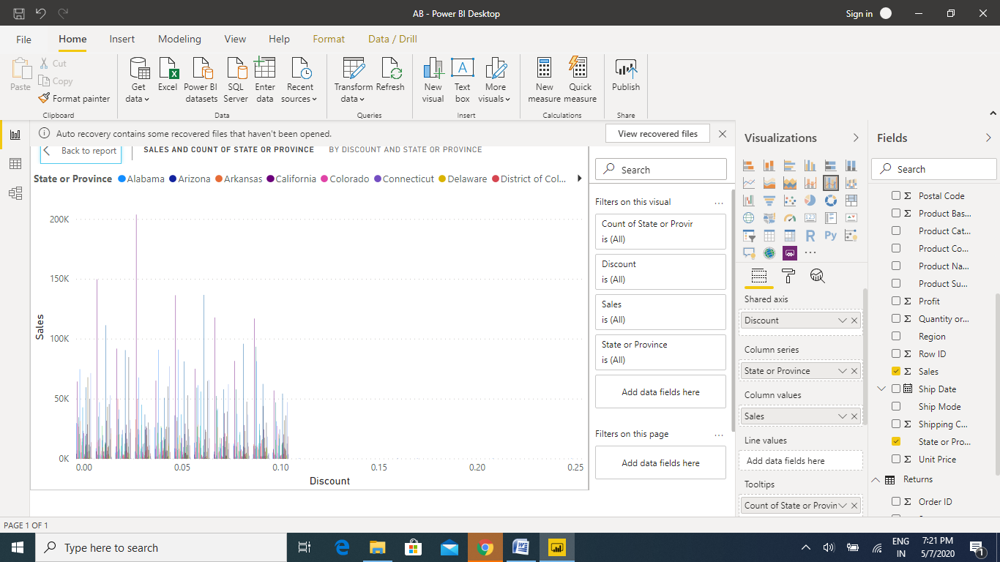 AB - Power BI Desktop
Sign in
File
Home
Insert
Modeling
View
Help
Format
Data / Drill
Paste
Cut
Copy
Format painter
Clipboard
Get data
Excel
Power BI datasets
SQL Server
Enter data
Recent sources
Data
Transform data
Refresh
Queries
New visual
Text box
More visuals
Insert
New measure
Quick measure
Calculations
Publish
Share
Auto recovery contains some recovered files that haven't been opened.
View recovered files
Back to report
SALES AND COUNT OF STATE OR PROVINCE
BY DISCOUNT AND STATE OR PROVINCE
State or Province Alabama Arizona Arkansas California Colorado Connecticut Delaware District of Col...
200K
150K
100K
50K
0K
Sales
0.00 0.05 0.10 0.15 0.20 0.25
Discount
Search
Filters on this visual ...
Count of State or Provir
is (All)
Discount
is (All)
Sales
is (All)
State or Province
is (All)
Add data fields here
Filters on this page ...
Add data fields here
Visualizations
R
Py
123
...
Shared axis
Discount
Column series
State or Province
Column values
Sales
Line values
Add data fields here
Tooltips
Count of State or Provin
Fields
Search
Σ Postal Code
Σ Product Bas...
Product Cat...
Product Co...
Product Na...
Product Su...
Σ Profit
Σ Quantity or...
Region
Σ Row ID
Σ Sales
Ship Date
Ship Mode
Σ Shipping C...
State or Pro...
Σ Unit Price
Returns
Σ Order ID
PAGE 1 OF 1
Type here to search
ENG
IN
7:21 PM
5/7/2020
1